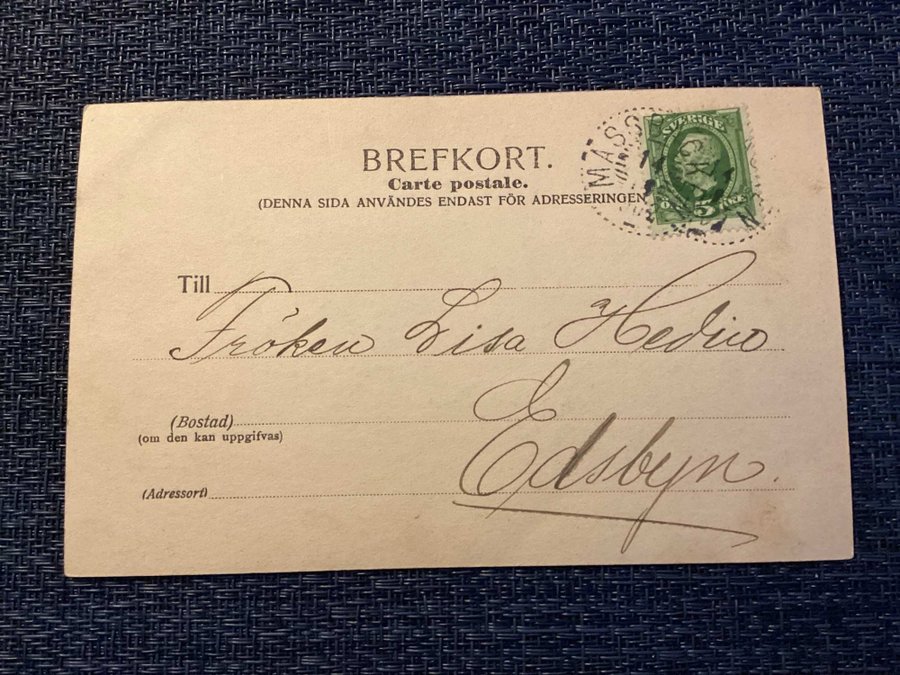 BREFKORT.
Carte postale.
(DENNA SIDA ANVÄNDES ENDAST FÖR ADRESSERINGEN
SVERIGE
5
Till
Fröken Lisa Hedin
(Bostad)
(om den kan uppgifvas)
Edsbyn.
(Adressort)